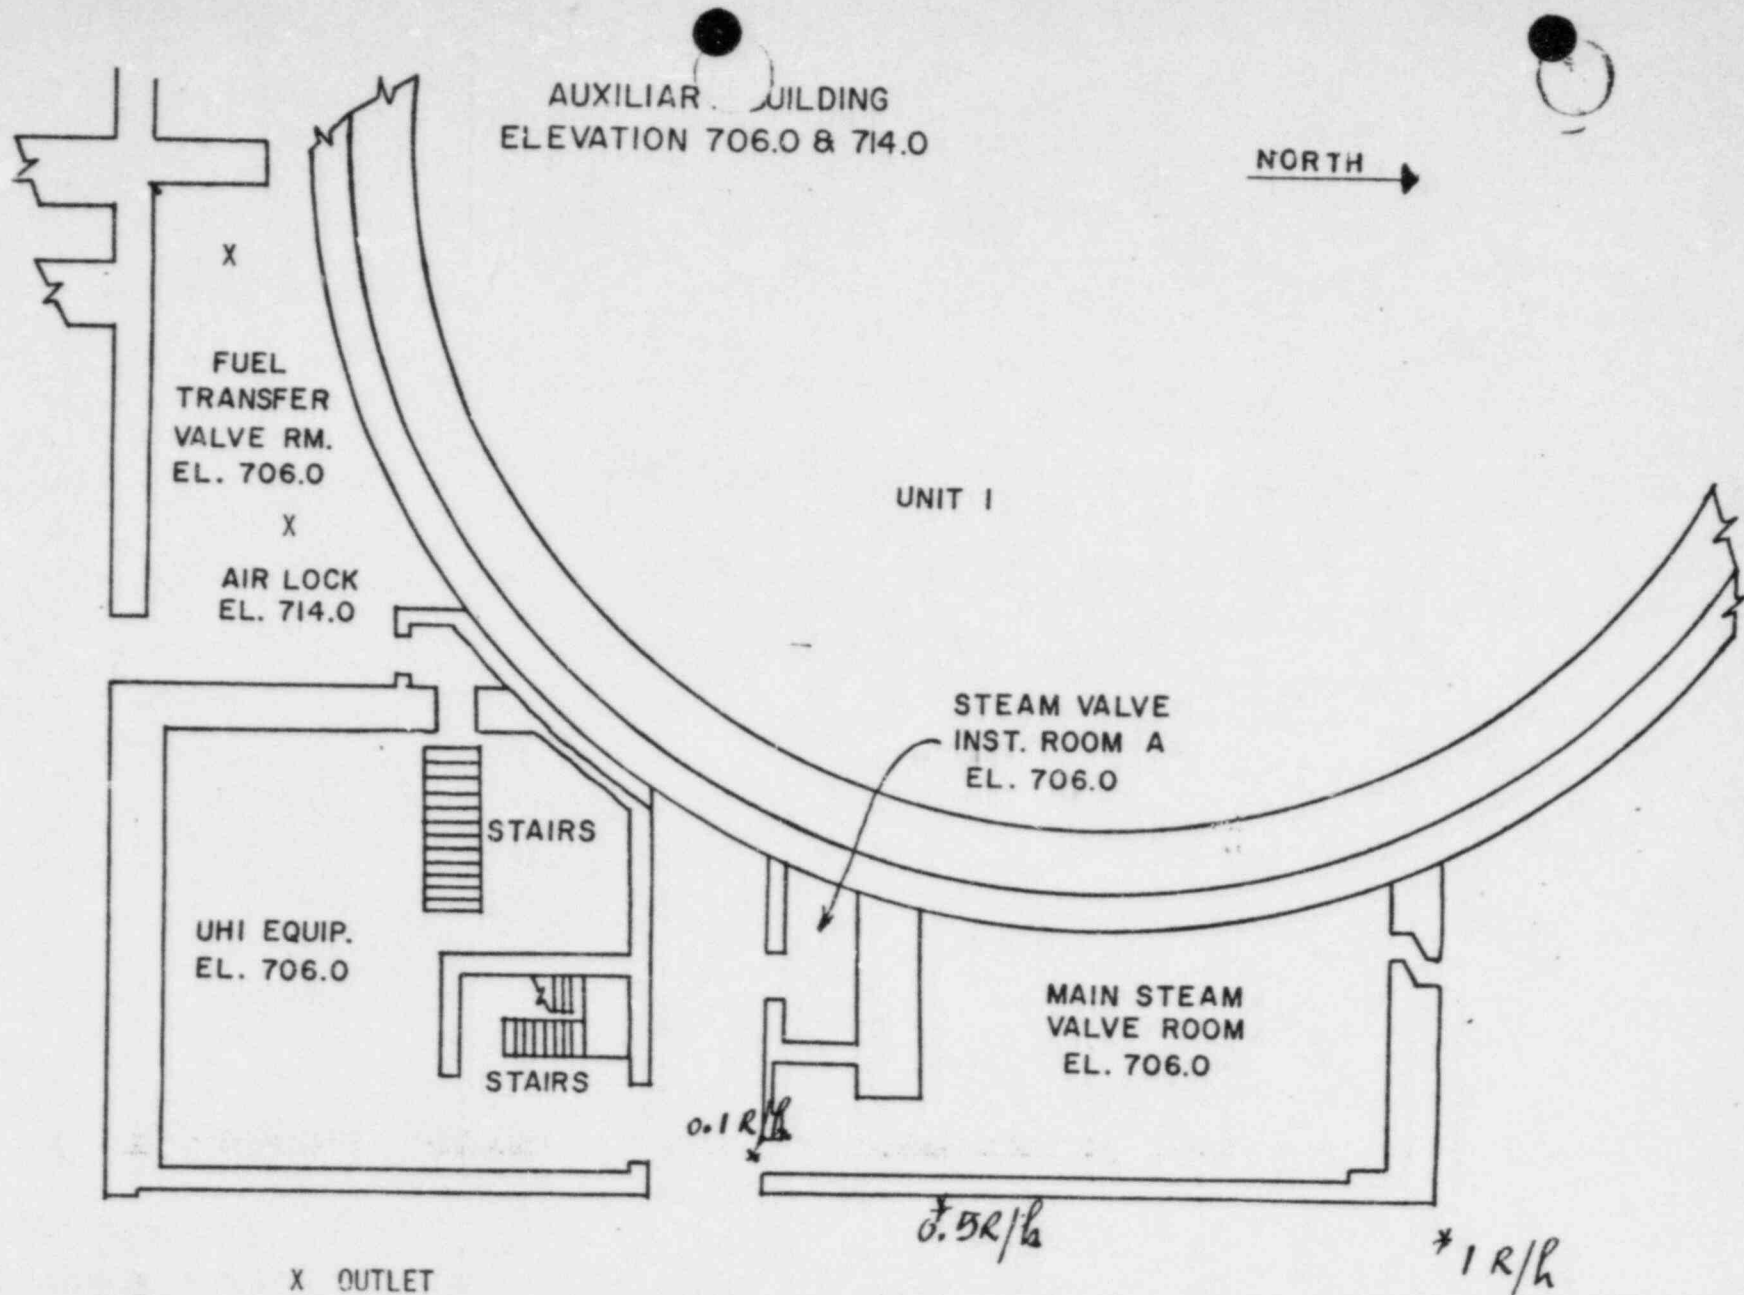 AUXILIAR. UILDING
ELEVATION 706.0 & 714.0
NORTH
X
FUEL
TRANSFER
VALVE RM.
EL. 706.0
X
AIR LOCK
EL. 714.0
UNIT 1
STEAM VALVE
INST. ROOM A
EL. 706.0
STAIRS
UHI EQUIP.
EL. 706.0
MAIN STEAM
VALVE ROOM
EL. 706.0
STAIRS
0.1 R/h
*
*
0.5R/h
* 1 R/h
X OUTLET